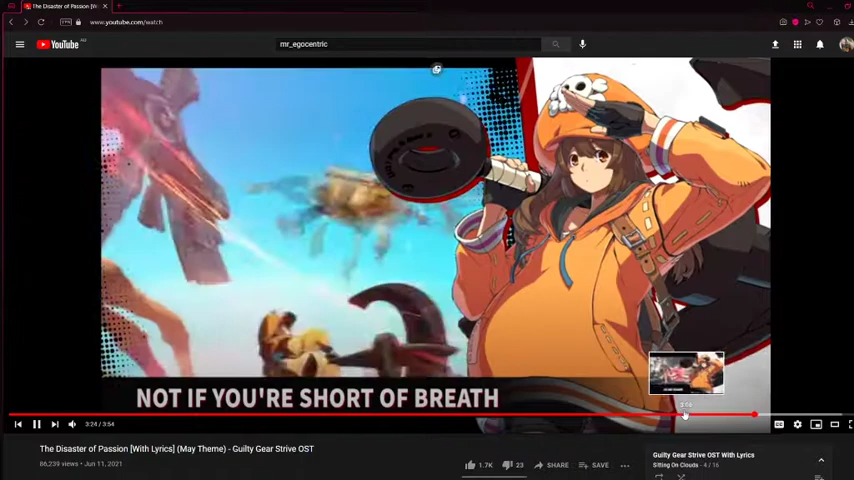 The Disaster of Passion [Wi
www.youtube.com/watch
YouTube
mr_egocentric
NOT IF YOU'RE SHORT OF BREATH
3:24 / 3:54
The Disaster of Passion [With Lyrics] (May Theme) - Guilty Gear Strive OST
86,239 views • Jun 11, 2021
1.7K
23
SHARE
SAVE
Guilty Gear Strive OST With Lyrics
Sitting On Clouds - 4 / 16